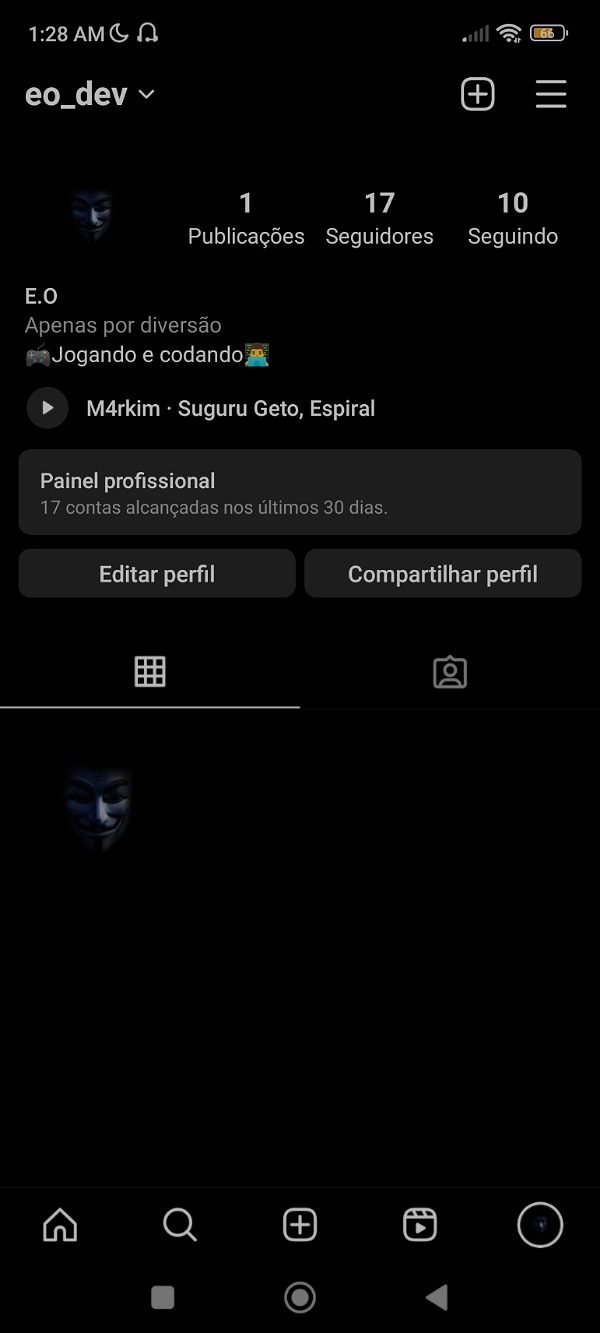 1:28 AM
66
eo_dev
1 17 10
Publicações Seguidores Seguindo
E.O
Apenas por diversão
🎮Jogando e codando👨‍💻
M4rkim · Suguru Geto, Espiral
Painel profissional
17 contas alcançadas nos últimos 30 dias.
Editar perfil Compartilhar perfil